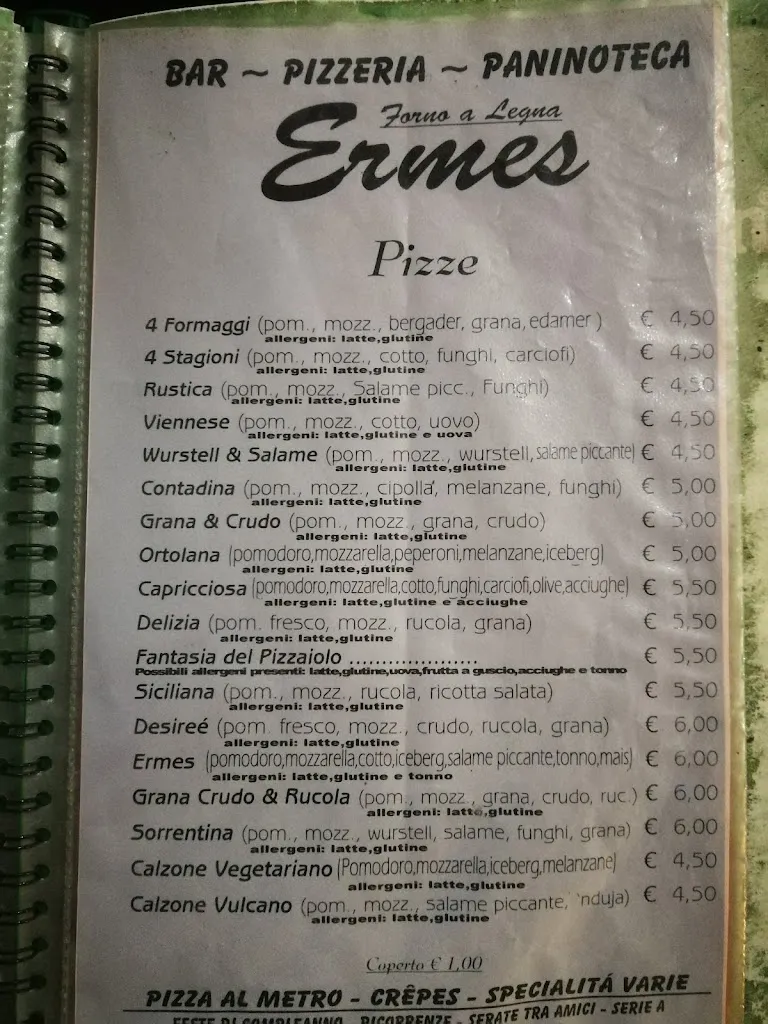 BAR ~ PIZZERIA ~ PANINOTECA
Forno a Legna
Ermes
Pizze
4 Formaggi (pom., mozz., bergader, grana, edamer) € 4,50
allergeni: latte,glutine
4 Stagioni (pom., mozz., cotto, funghi, carciofi) € 4,50
allergeni: latte,glutine
Rustica (pom., mozz., Salame picc., Funghi) € 4,50
allergeni: latte,glutine
Viennese (pom., mozz., cotto, uovo) € 4,50
allergeni: latte,glutine e uova
Wurstell & Salame (pom., mozz., wurstell, salame piccante) € 4,50
allergeni: latte,glutine
Contadina (pom., mozz., cipolla', melanzane, funghi) € 5,00
allergeni: latte,glutine
Grana & Crudo (pom., mozz., grana, crudo) € 5,00
allergeni: latte,glutine
Ortolana (pomodoro,mozzarella,peperoni,melanzane,iceberg) € 5,00
allergeni: latte,glutine
Capricciosa (pomodoro,mozzarella,cotto,funghi,carciofi,olive,acciughe) € 5,50
allergeni: latte,glutine e acciughe
Delizia (pom. fresco, mozz., rucola, grana) € 5,50
allergeni: latte,glutine
Fantasia del Pizzaiolo .................... € 5,50
Possibili allergeni presenti: latte,glutine,uova,frutta a guscio,acciughe e tonno
Siciliana (pom., mozz., rucola, ricotta salata) € 5,50
allergeni: latte,glutine
Desireé (pom. fresco, mozz., crudo, rucola, grana) € 6,00
allergeni: latte,glutine
Ermes (pomodoro,mozzarella,cotto,iceberg,salame piccante,tonno,mais) € 6,00
allergeni: latte,glutine e tonno
Grana Crudo & Rucola (pom., mozz., grana, crudo, ruc.) € 6,00
allergeni: latte,glutine
Sorrentina (pom., mozz., wurstell, salame, funghi, grana) € 6,00
allergeni: latte,glutine
Calzone Vegetariano (Pomodoro,mozzarella,iceberg,melanzane) € 4,50
allergeni: latte,glutine
Calzone Vulcano (pom., mozz., salame piccante, 'nduja) € 4,50
allergeni: latte,glutine
Coperto € 1,00
PIZZA AL METRO - CRÊPES - SPECIALITÁ VARIE
FESTE DI COMPLEANNO - RICORRENZE - SERATE TRA AMICI - SERIE A